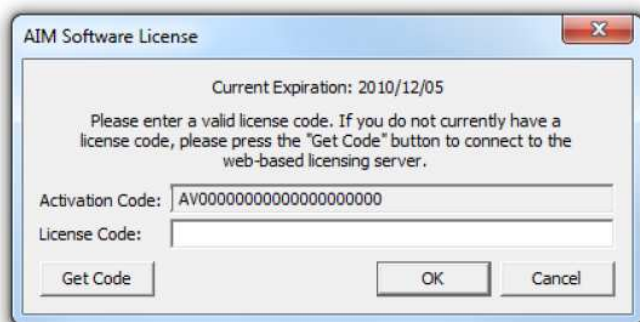 AIM Software License
Current Expiration: 2010/12/05
Please enter a valid license code. If you do not currently have a
license code, please press the "Get Code" button to connect to the
web-based licensing server.
Activation Code: AV00000000000000000000
License Code:
Get Code OK Cancel